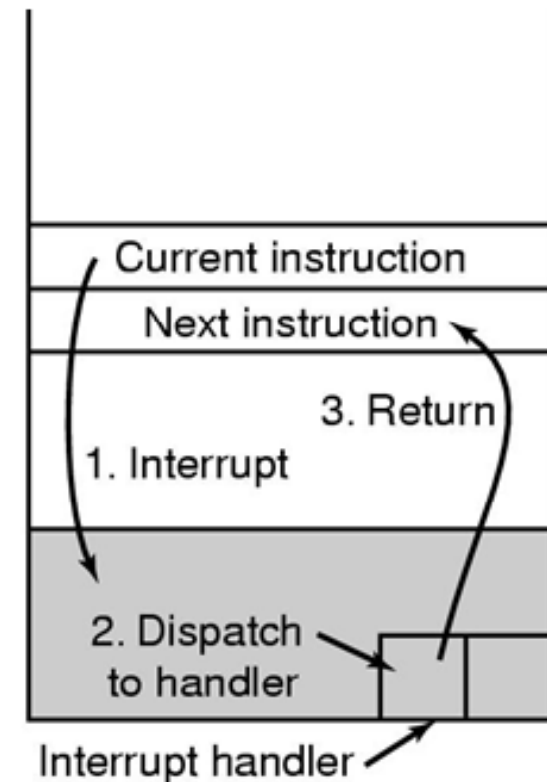 Current instruction
Next instruction
3. Return
1. Interrupt
2. Dispatch
to handler
Interrupt handler